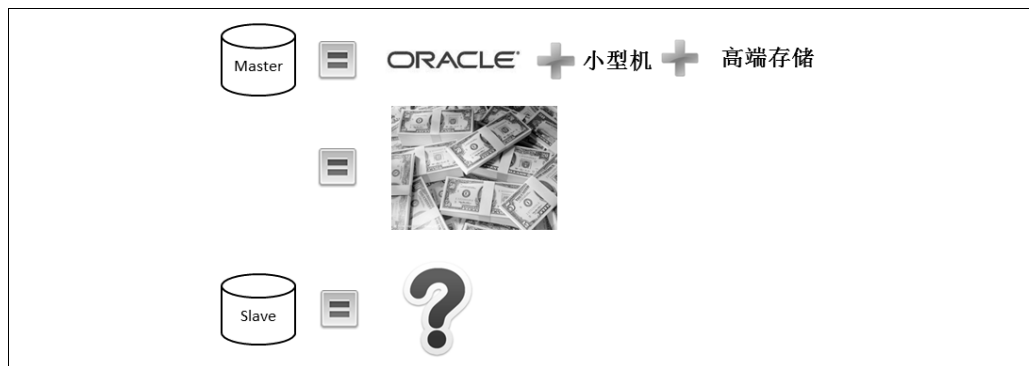 Master = ORACLE + 小型机 + 高端存储
=
Slave = ?